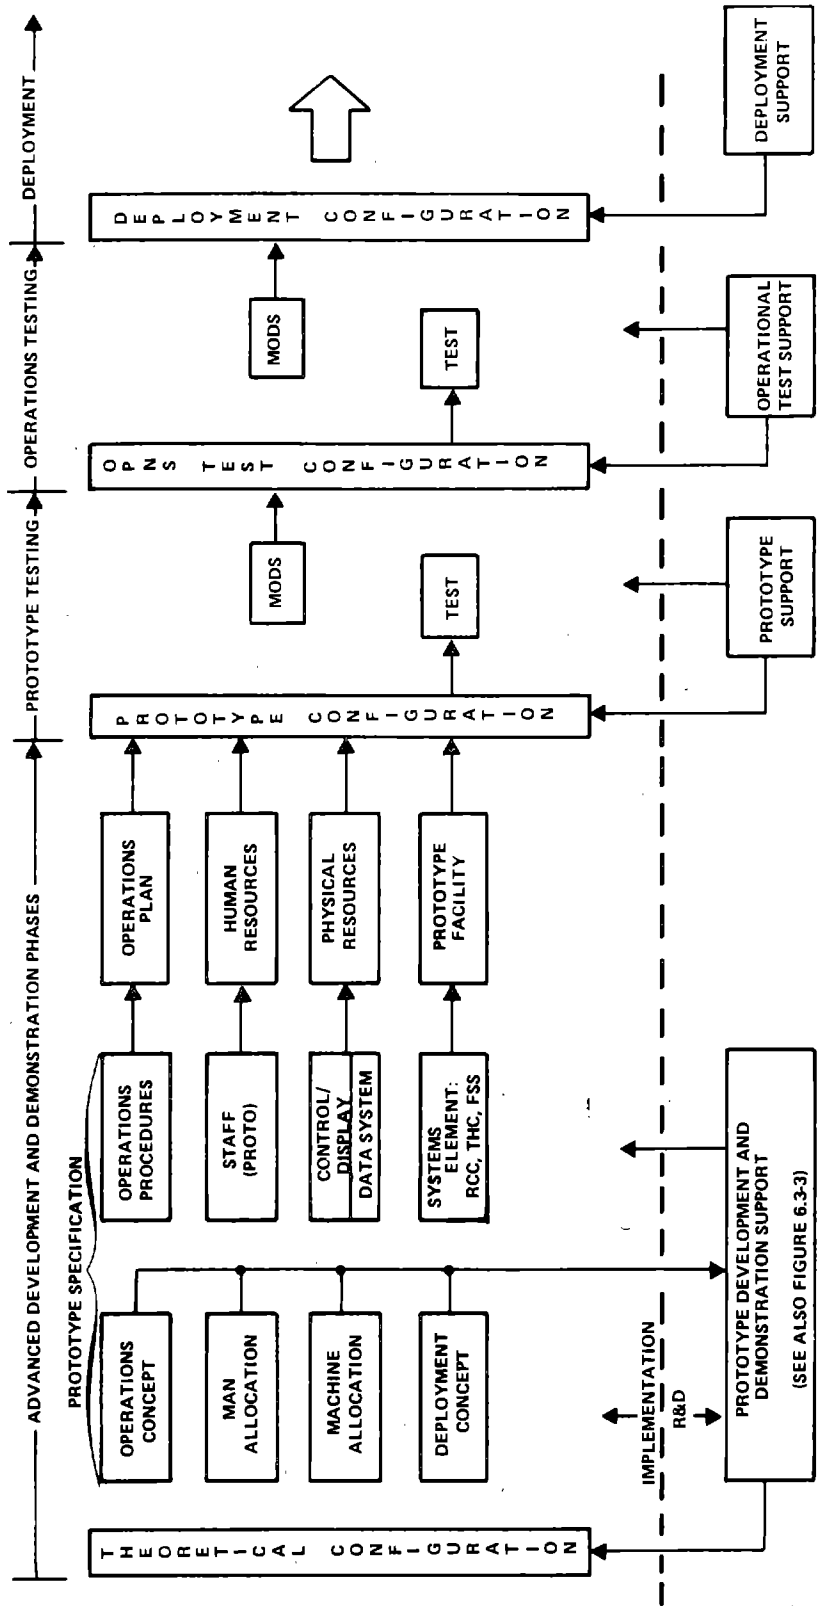 ADVANCED DEVELOPMENT AND DEMONSTRATION PHASES
PROTOTYPE TESTING
OPERATIONS TESTING
DEPLOYMENT
PROTOTYPE SPECIFICATION
THEORETICAL CONFIGURATION
OPERATIONS
CONCEPT
MAN
ALLOCATION
MACHINE
ALLOCATION
DEPLOYMENT
CONCEPT
OPERATIONS
PROCEDURES
STAFF
(PROTO)
CONTROL/
DISPLAY
DATA SYSTEM
SYSTEMS
ELEMENT:
RCC, THC, FSS
OPERATIONS
PLAN
HUMAN
RESOURCES
PHYSICAL
RESOURCES
PROTOTYPE
FACILITY
PROTOTYPE CONFIGURATION
MODS
TEST
OPNS TEST CONFIGURATION
MODS
TEST
DEPLOYMENT CONFIGURATION
IMPLEMENTATION
R&D
PROTOTYPE DEVELOPMENT AND
DEMONSTRATION SUPPORT
(SEE ALSO FIGURE 6.3-3)
PROTOTYPE
SUPPORT
OPERATIONAL
TEST SUPPORT
DEPLOYMENT
SUPPORT